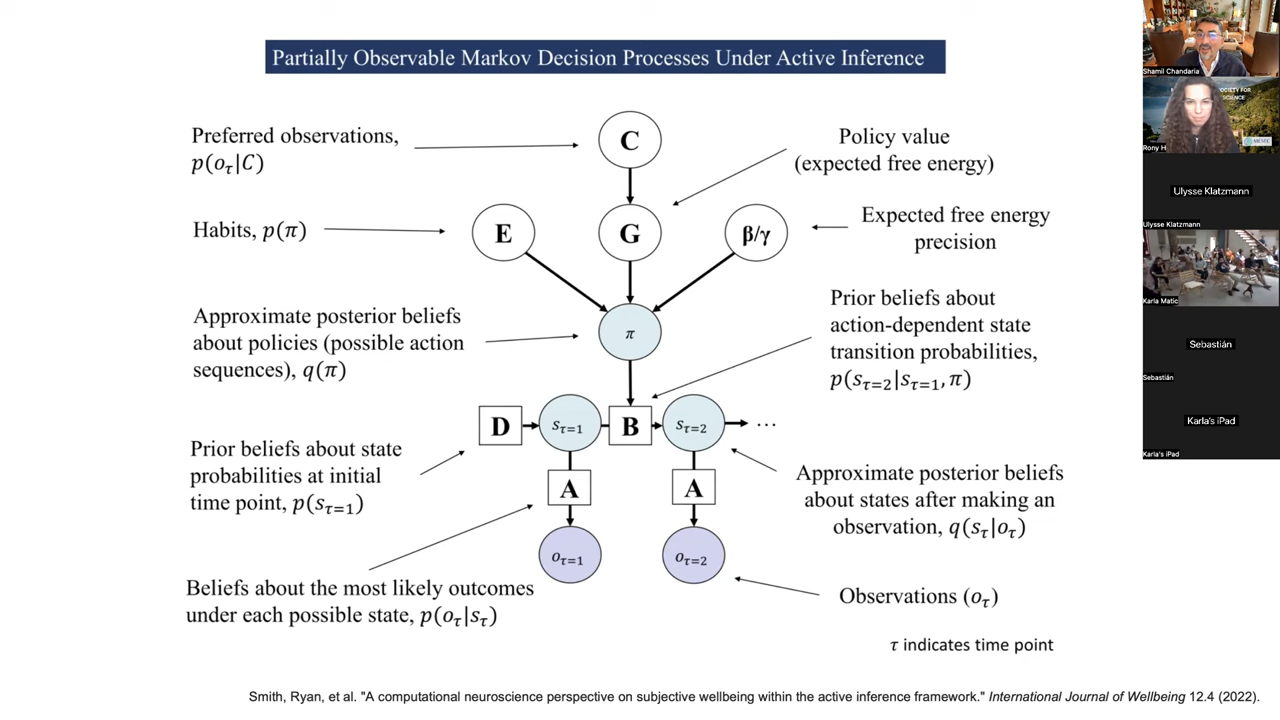 Partially Observable Markov Decision Processes Under Active Inference
Preferred observations,
p(oτ|C)
C
Policy value
(expected free energy)
Habits, p(π)
E
G
β/γ
Expected free energy
precision
Approximate posterior beliefs
about policies (possible action
sequences), q(π)
π
Prior beliefs about
action-dependent state
transition probabilities,
p(sτ=2|sτ=1, π)
D
sτ=1
B
sτ=2
...
Prior beliefs about state
probabilities at initial
time point, p(sτ=1)
A
A
Approximate posterior beliefs
about states after making an
observation, q(sτ|oτ)
oτ=1
oτ=2
Beliefs about the most likely outcomes
under each possible state, p(oτ|sτ)
Observations (oτ)
τ indicates time point
Smith, Ryan, et al. "A computational neuroscience perspective on subjective wellbeing within the active inference framework." International Journal of Wellbeing 12.4 (2022).
Shamil Chandaria
SOCIETY FOR
SCIENCE
Rony H
Ulysse Klatzmann
Ulysse Klatzmann
Karla Matic
Sebastián
Sebastián
Karla's iPad
Karla's iPad